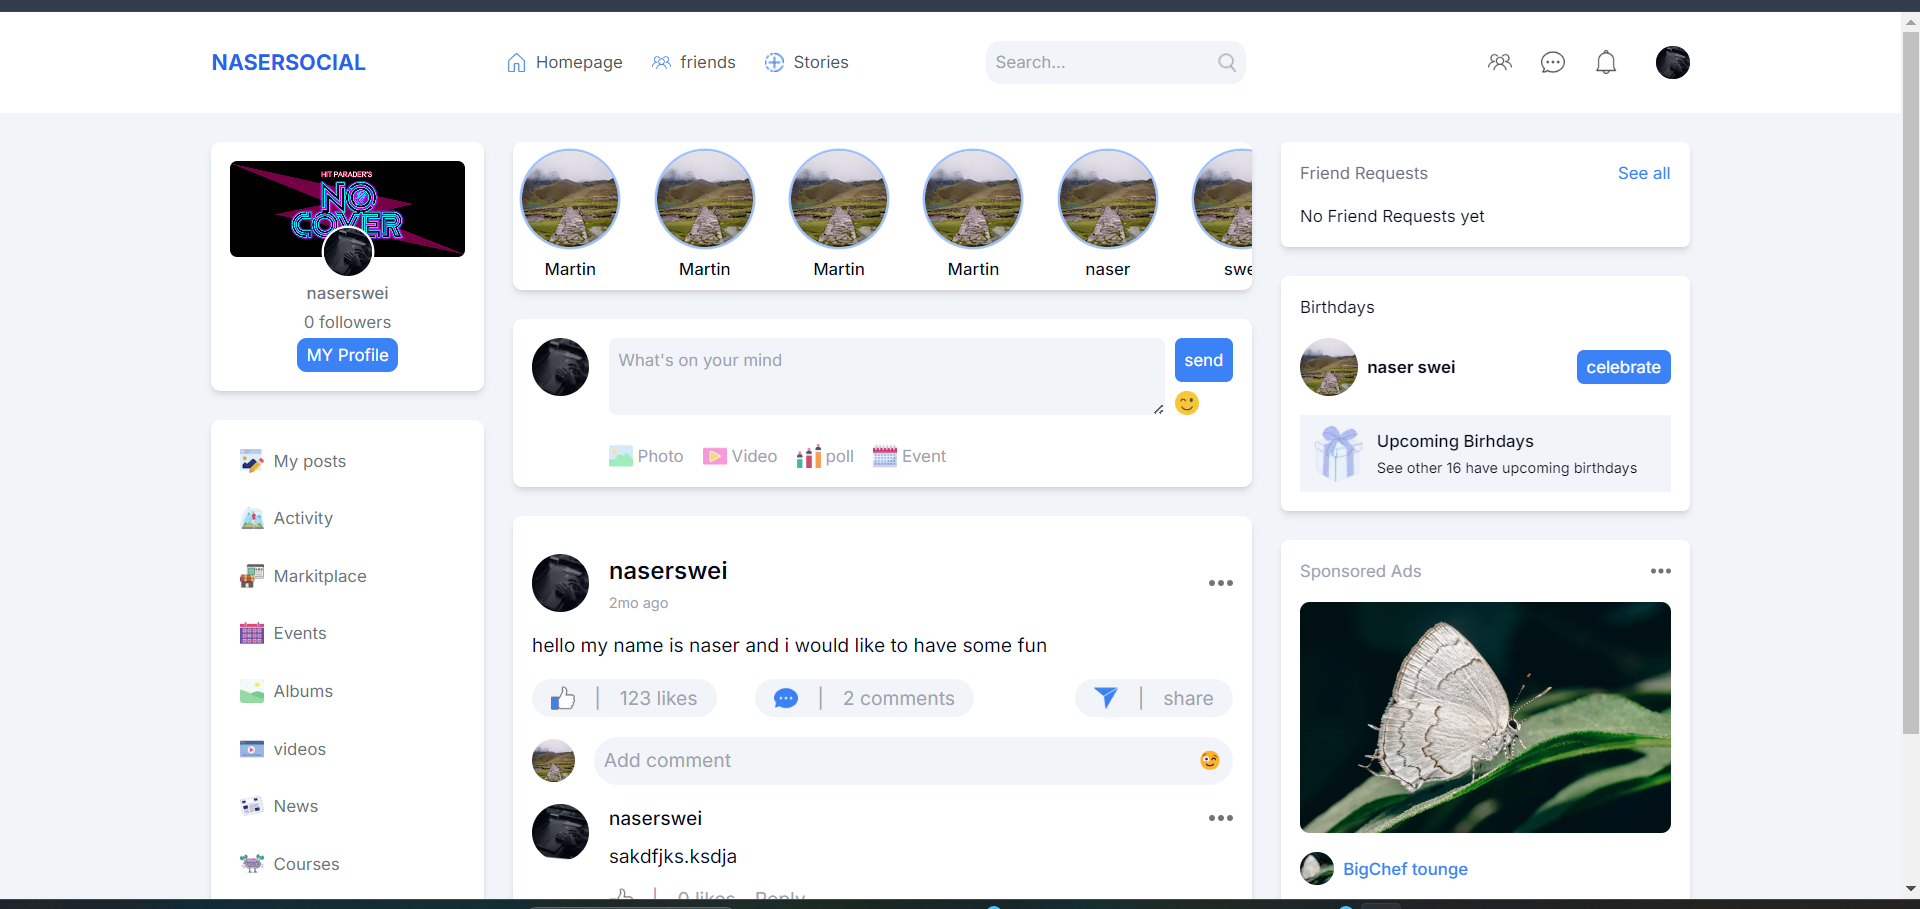 NASERSOCIAL
Homepage
friends
Stories
Search...
HIT PARADER'S
NO
COVER
naserswei
0 followers
MY Profile
My posts
Activity
Markitplace
Events
Albums
videos
News
Courses
Martin
Martin
Martin
Martin
naser
swe
What's on your mind
send
Photo
Video
poll
Event
naserswei
2mo ago
hello my name is naser and i would like to have some fun
123 likes
2 comments
share
Add comment
naserswei
sakdfjks.ksdja
0 likes
Reply
Friend Requests
See all
No Friend Requests yet
Birthdays
naser swei
celebrate
Upcoming Birhdays
See other 16 have upcoming birthdays
Sponsored Ads
BigChef tounge